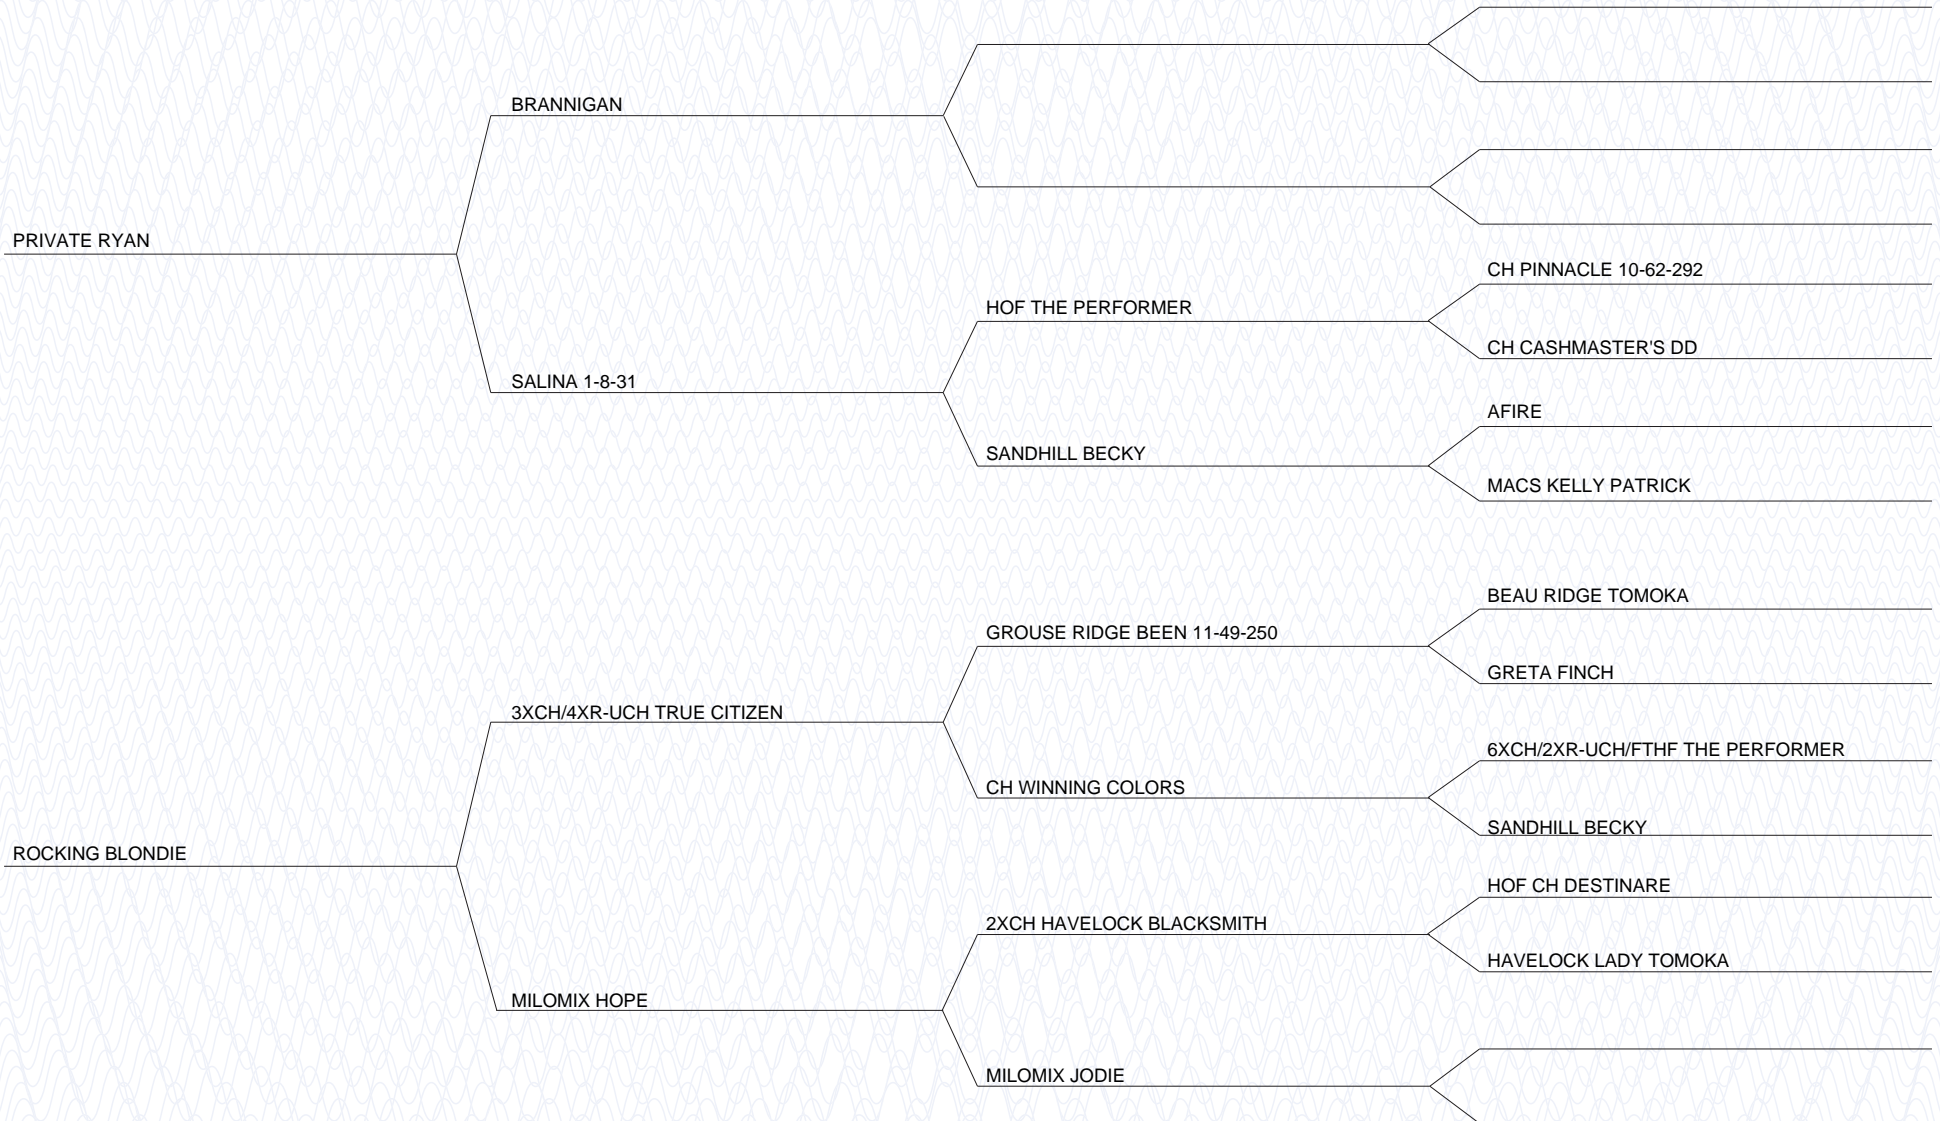 BRANNIGAN
PRIVATE RYAN
CH PINNACLE 10-62-292
HOF THE PERFORMER
CH CASHMASTER'S DD
SALINA 1-8-31
AFIRE
SANDHILL BECKY
MACS KELLY PATRICK
BEAU RIDGE TOMOKA
GROUSE RIDGE BEEN 11-49-250
GRETA FINCH
3XCH/4XR-UCH TRUE CITIZEN
6XCH/2XR-UCH/FTHF THE PERFORMER
CH WINNING COLORS
SANDHILL BECKY
ROCKING BLONDIE
HOF CH DESTINARE
2XCH HAVELOCK BLACKSMITH
HAVELOCK LADY TOMOKA
MILOMIX HOPE
MILOMIX JODIE